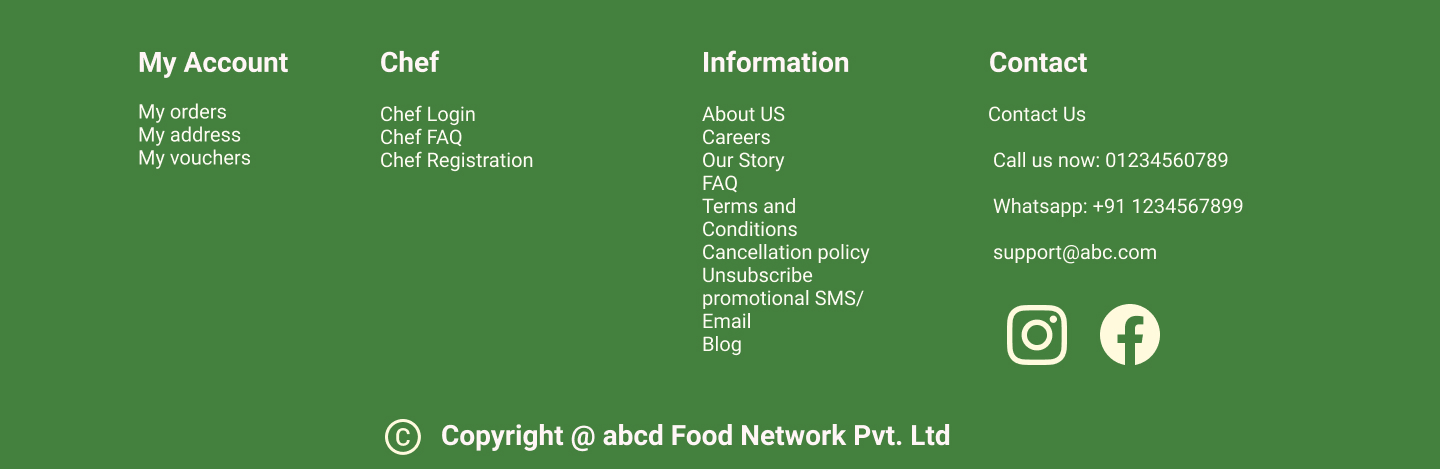 My Account
My orders
My address
My vouchers
Chef
Chef Login
Chef FAQ
Chef Registration
Information
About US
Careers
Our Story
FAQ
Terms and
Conditions
Cancellation policy
Unsubscribe
promotional SMS/
Email
Blog
Contact
Contact Us
Call us now: 01234560789
Whatsapp: +91 1234567899
support@abc.com
© Copyright @ abcd Food Network Pvt. Ltd